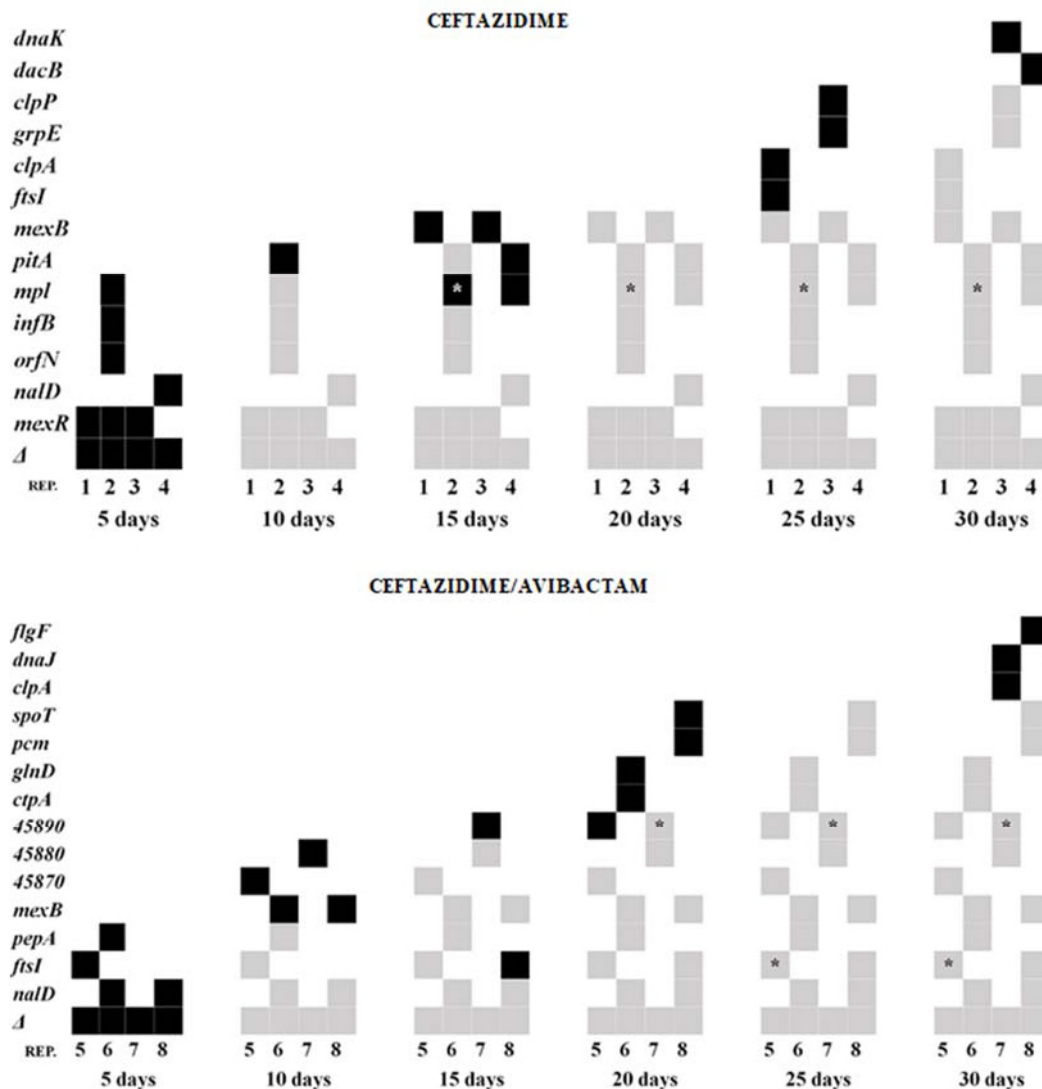 CEFTAZIDIME
dnaK
dacB
clpP
grpE
clpA
ftsI
mexB
pitA
mpl * * * *
infB
orfN
nalD
mexR
Δ
REP. 1 2 3 4 1 2 3 4 1 2 3 4 1 2 3 4 1 2 3 4 1 2 3 4
5 days 10 days 15 days 20 days 25 days 30 days
CEFTAZIDIME/AVIBACTAM
flgF
dnaJ
clpA
spoT
pcm
glnD
ctpA
45890 * * *
45880
45870
mexB
pepA
ftsI * *
nalD
Δ
REP. 5 6 7 8 5 6 7 8 5 6 7 8 5 6 7 8 5 6 7 8 5 6 7 8
5 days 10 days 15 days 20 days 25 days 30 days